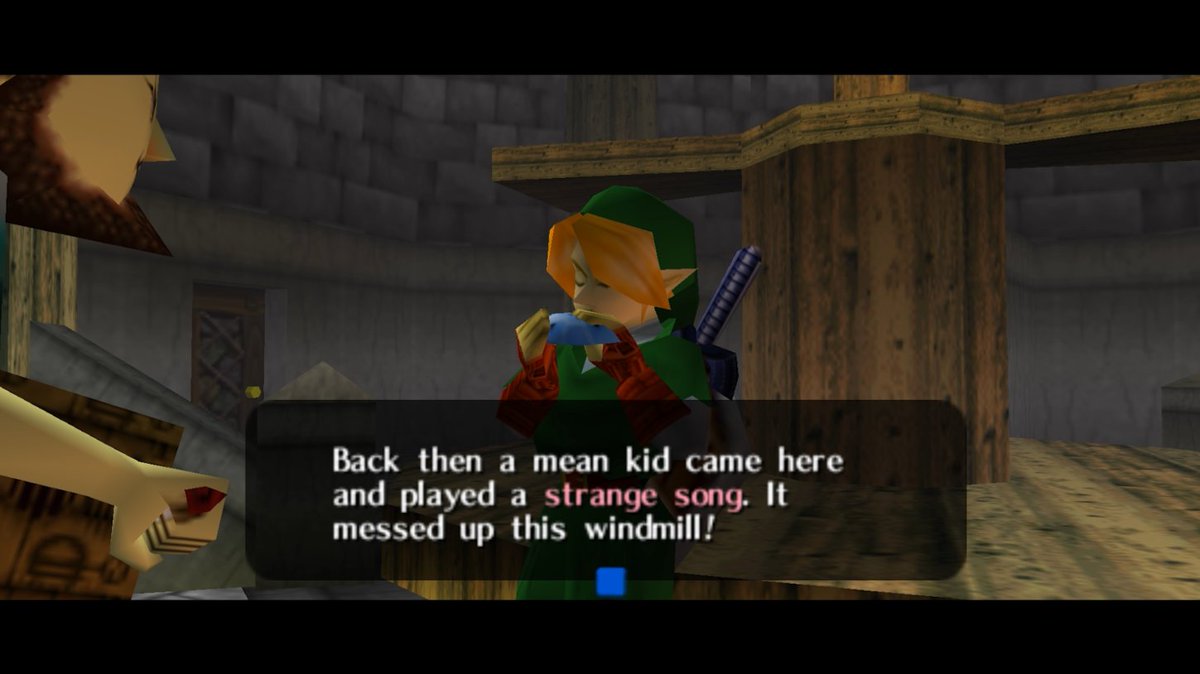 Back then a mean kid came here
and played a strange song. It
messed up this windmill!